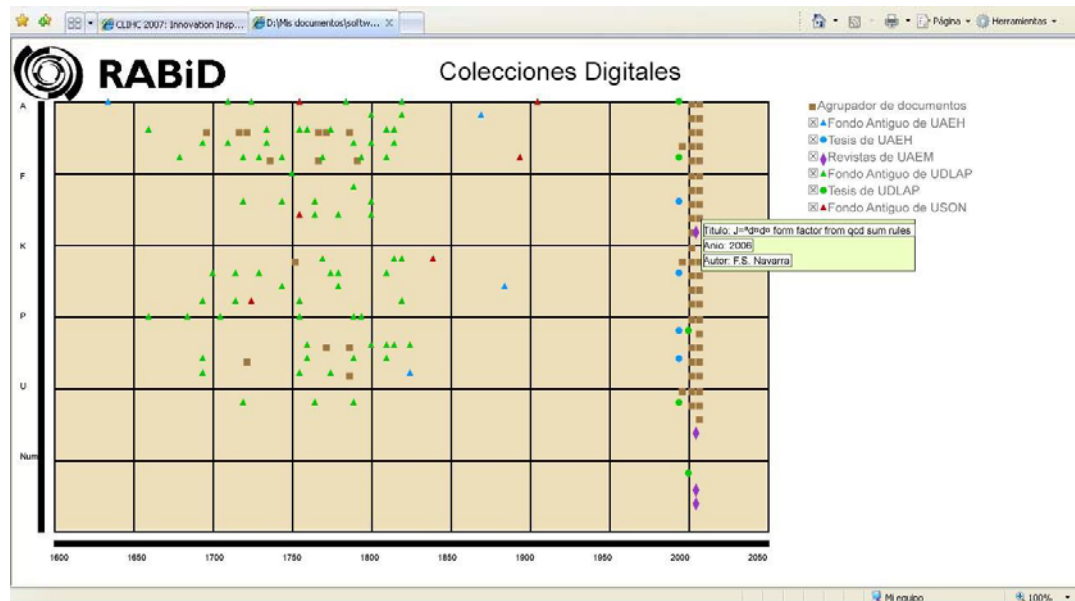 CLIHC 2007: Innovation Insp...
D:\Mis documentos\softw...
Página
Herramientas
RABiD
Colecciones Digitales
A
F
K
P
U
Num
Agrupador de documentos
Fondo Antiguo de UAEH
Tesis de UAEH
Revistas de UAEM
Fondo Antiguo de UDLAP
Tesis de UDLAP
Fondo Antiguo de USON
Titulo: J=ªd¤d¤ form factor from qcd sum rules
Anio: 2006
Autor: F.S. Navarra
1600 1650 1700 1750 1800 1850 1900 1950 2000 2050
Mi equipo
100%